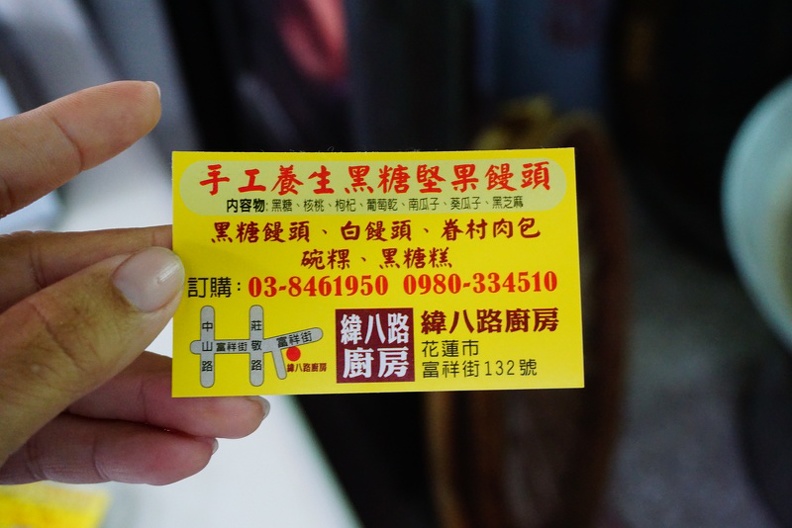 手工養生黑糖堅果饅頭
內容物: 黑糖、核桃、枸杞、葡萄乾、南瓜子、葵瓜子、黑芝麻
黑糖饅頭、白饅頭、眷村肉包
碗粿、黑糖糕
訂購：03-8461950 0980-334510
中山路
富祥街
莊敬路
富祥街
緯八路廚房
緯八路
廚房
緯八路廚房
花蓮市
富祥街132號